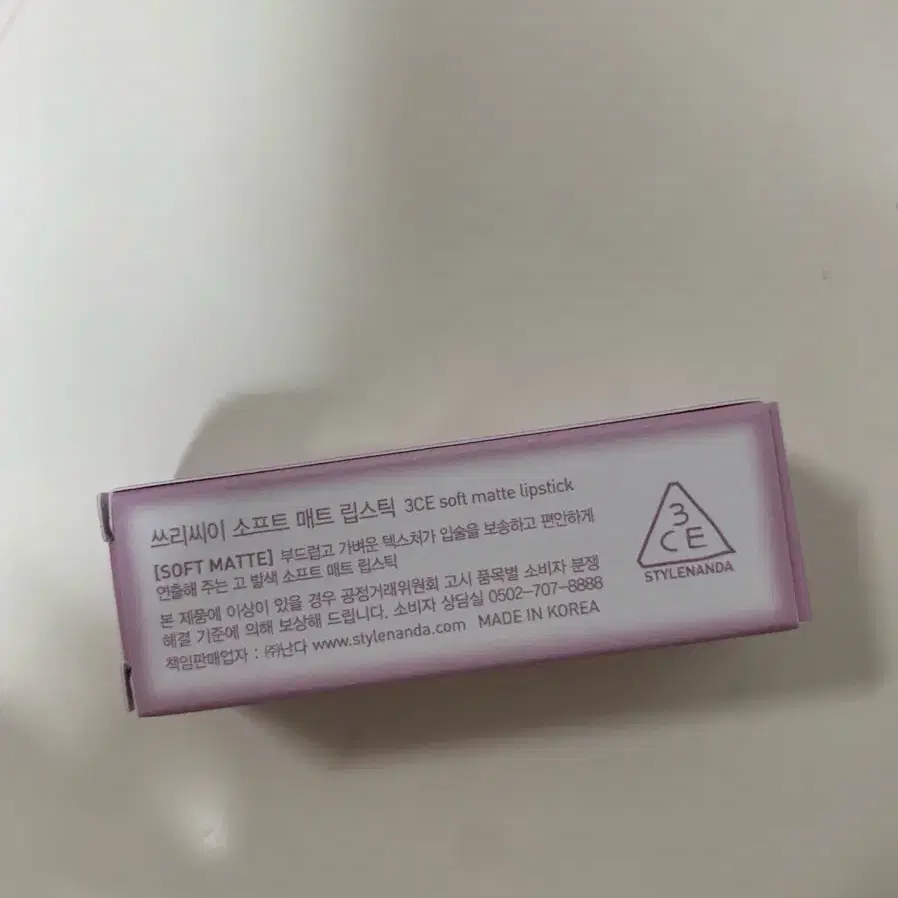 쓰리씨이 소프트 매트 립스틱 3CE soft matte lipstick
[SOFT MATTE] 부드럽고 가벼운 텍스처가 입술을 보송하고 편안하게
연출해 주는 고 발색 소프트 매트 립스틱
본 제품에 이상이 있을 경우 공정거래위원회 고시 품목별 소비자 분쟁
해결 기준에 의해 보상해 드립니다. 소비자 상담실 0502-707-8888
책임판매업자 : ㈜난다 www.stylenanda.com MADE IN KOREA
3
CE
STYLENANDA